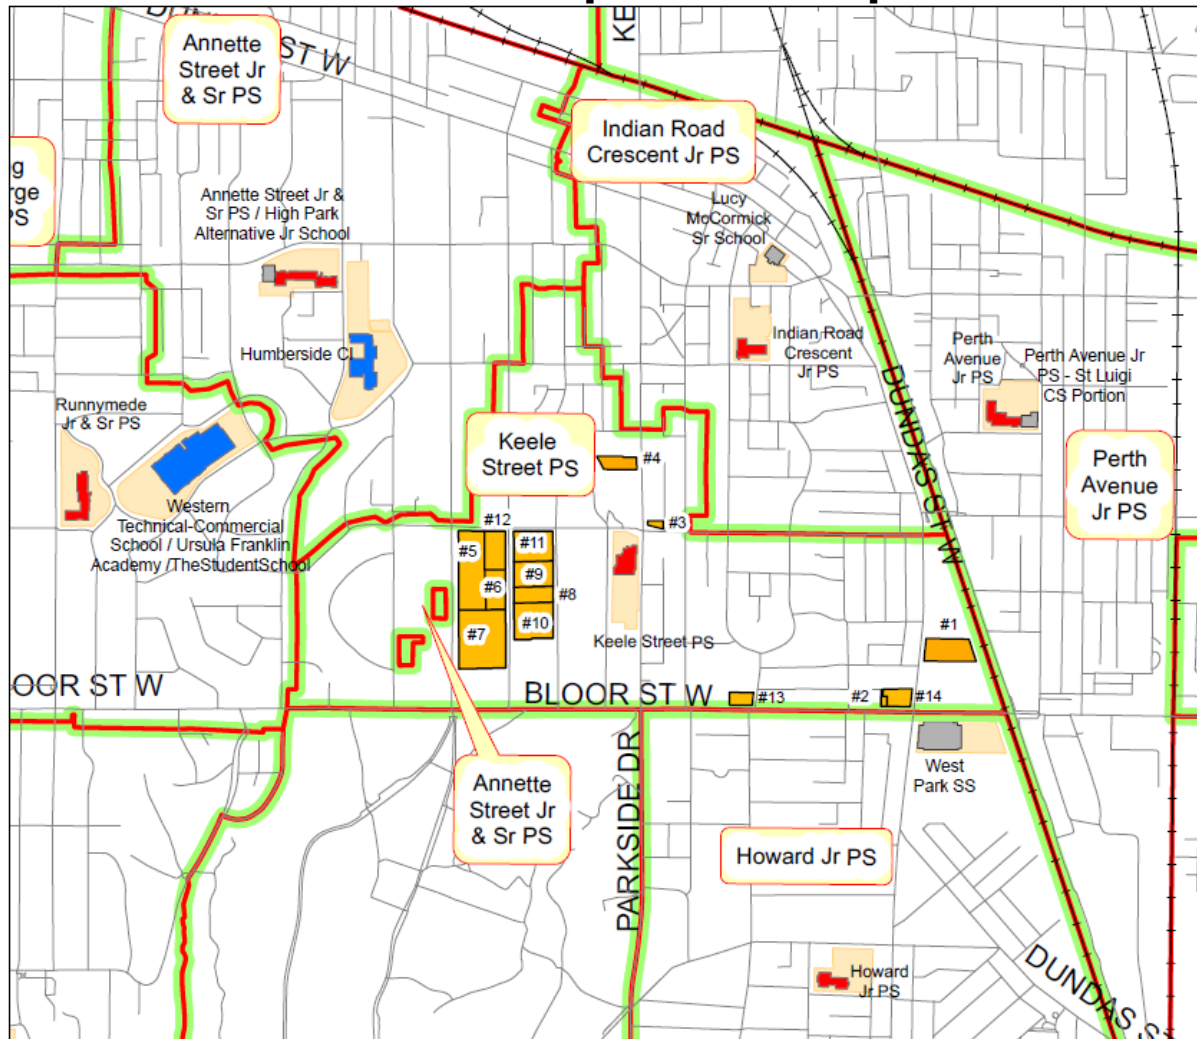 KE
ST W
Annette
Street Jr
& Sr PS
Indian Road
Crescent Jr PS
Annette Street Jr &
Sr PS / High Park
Alternative Jr School
Lucy
McCormick
Sr School
Humberside CI
Indian Road
Crescent
Jr PS
Perth
Avenue
Jr PS
Perth Avenue Jr
PS - St Luigi
CS Portion
Runnymede
Jr & Sr PS
DUNDAS ST W
Keele
Street PS
#4
Perth
Avenue
Jr PS
Western
Technical-Commercial
School / Ursula Franklin
Academy /TheStudentSchool
#12
#3
#5
#11
#6
#9
#8
#7
#10
Keele Street PS
#1
OOR ST W
BLOOR ST W
#13
#2
#14
West
Park SS
PARKSIDE DR
Annette
Street Jr
& Sr PS
Howard Jr PS
Howard
Jr PS
DUNDAS S